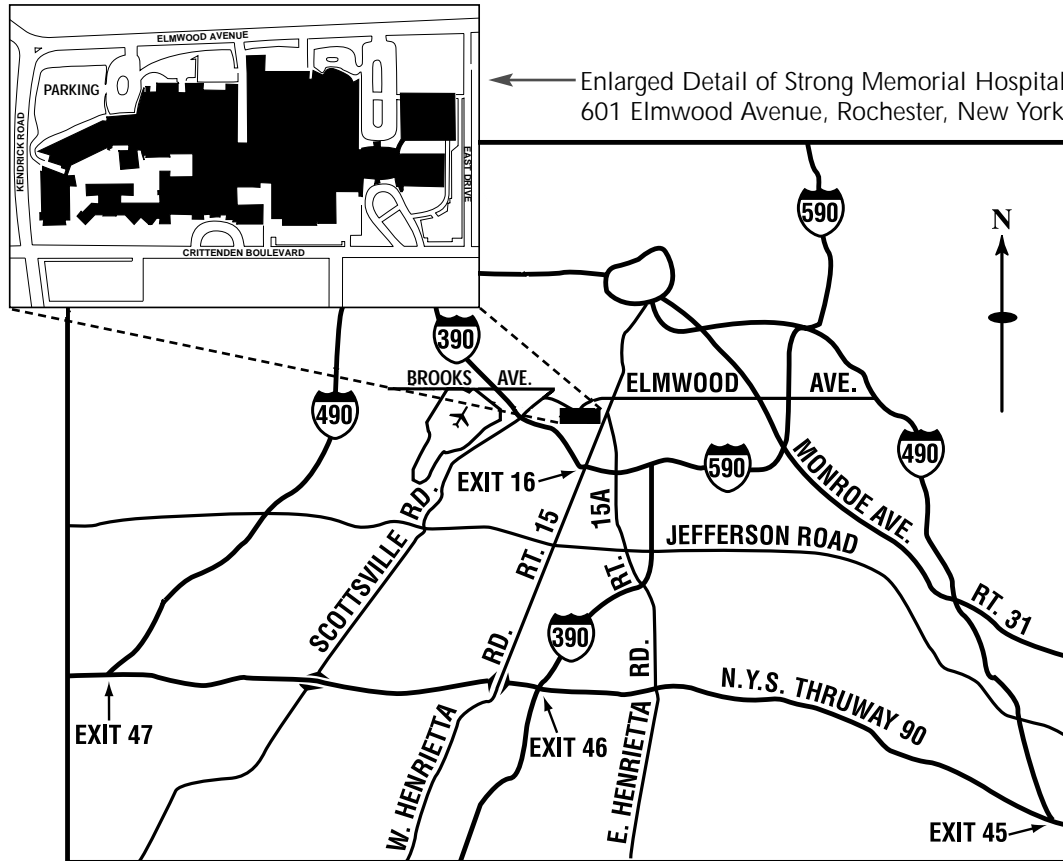 ELMWOOD AVENUE
PARKING
KENDRICK ROAD
EAST DRIVE
CRITTENDEN BOULEVARD
Enlarged Detail of Strong Memorial Hospital
601 Elmwood Avenue, Rochester, New York
590
N
390
BROOKS AVE.
ELMWOOD AVE.
490
490
EXIT 16
590
MONROE AVE.
SCOTTSVILLE RD.
RT. 15
RT. 15A
JEFFERSON ROAD
RT. 31
390
W. HENRIETTA RD.
E. HENRIETTA RD.
N.Y.S. THRUWAY 90
EXIT 47
EXIT 46
EXIT 45